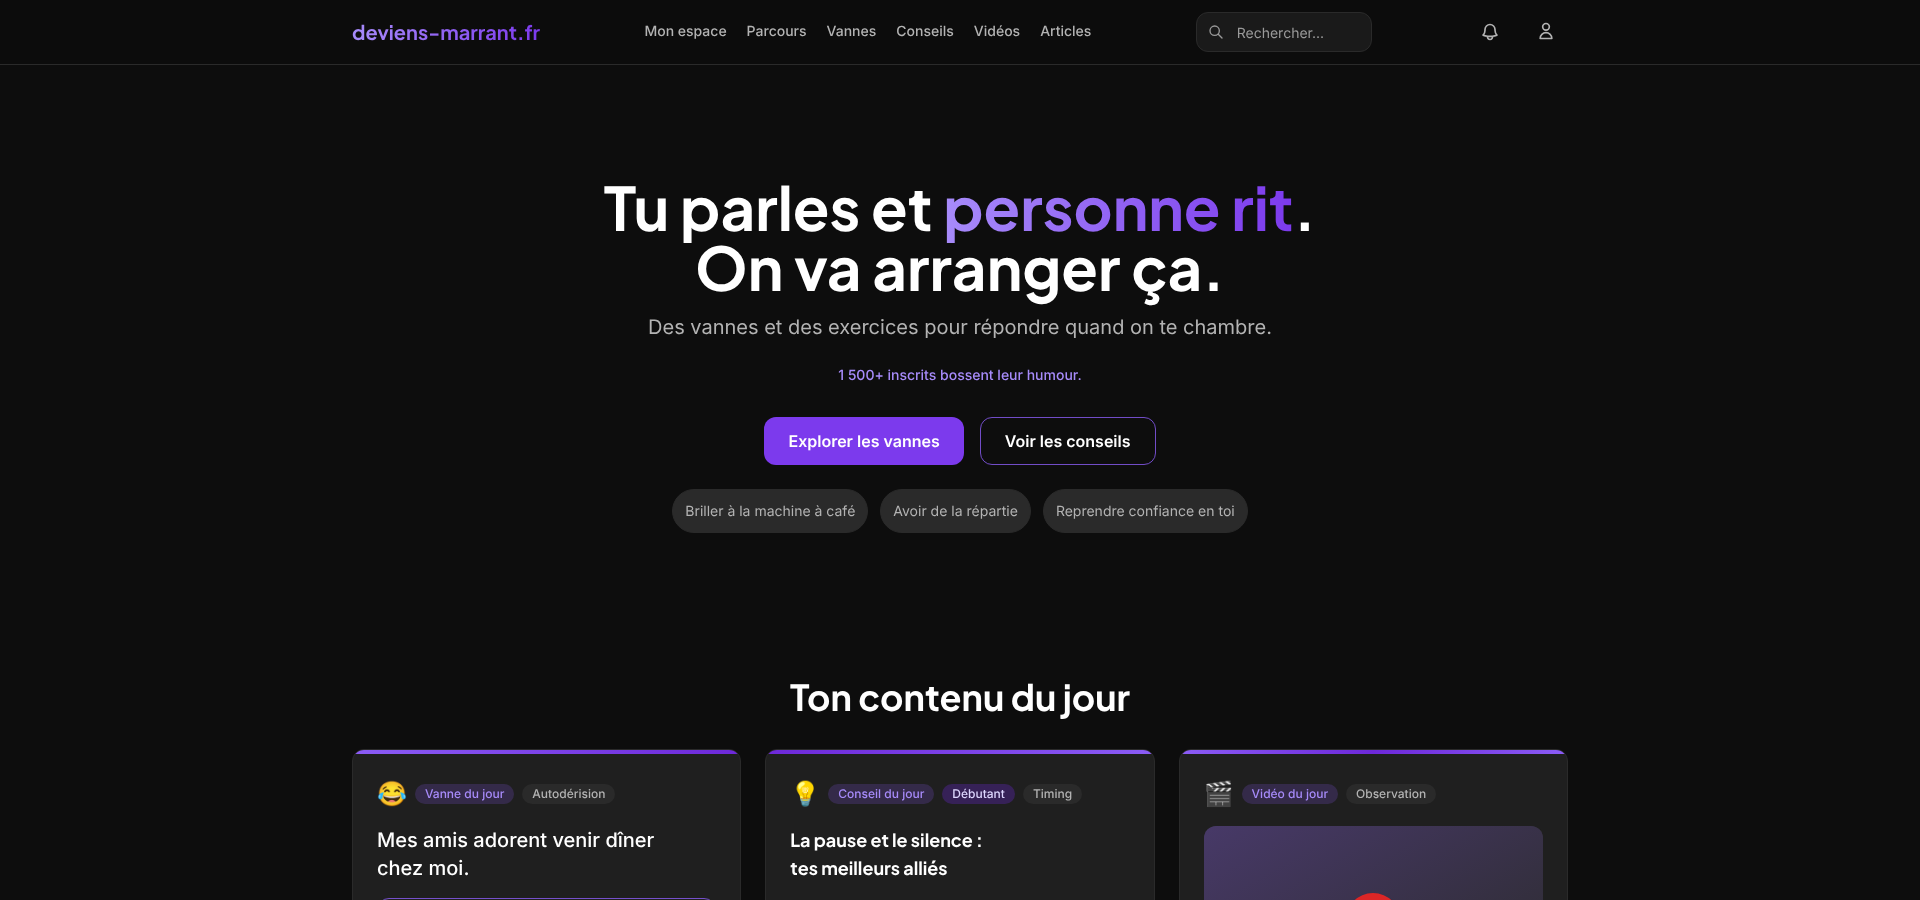 deviens-marrant.fr
Mon espace
Parcours
Vannes
Conseils
Vidéos
Articles
Rechercher...
Tu parles et personne rit.
On va arranger ça.
Des vannes et des exercices pour répondre quand on te chambre.
1 500+ inscrits bossent leur humour.
Explorer les vannes
Voir les conseils
Briller à la machine à café
Avoir de la répartie
Reprendre confiance en toi
Ton contenu du jour
Vanne du jour
Autodérision
Mes amis adorent venir dîner
chez moi.
Conseil du jour
Débutant
Timing
La pause et le silence :
tes meilleurs alliés
Vidéo du jour
Observation